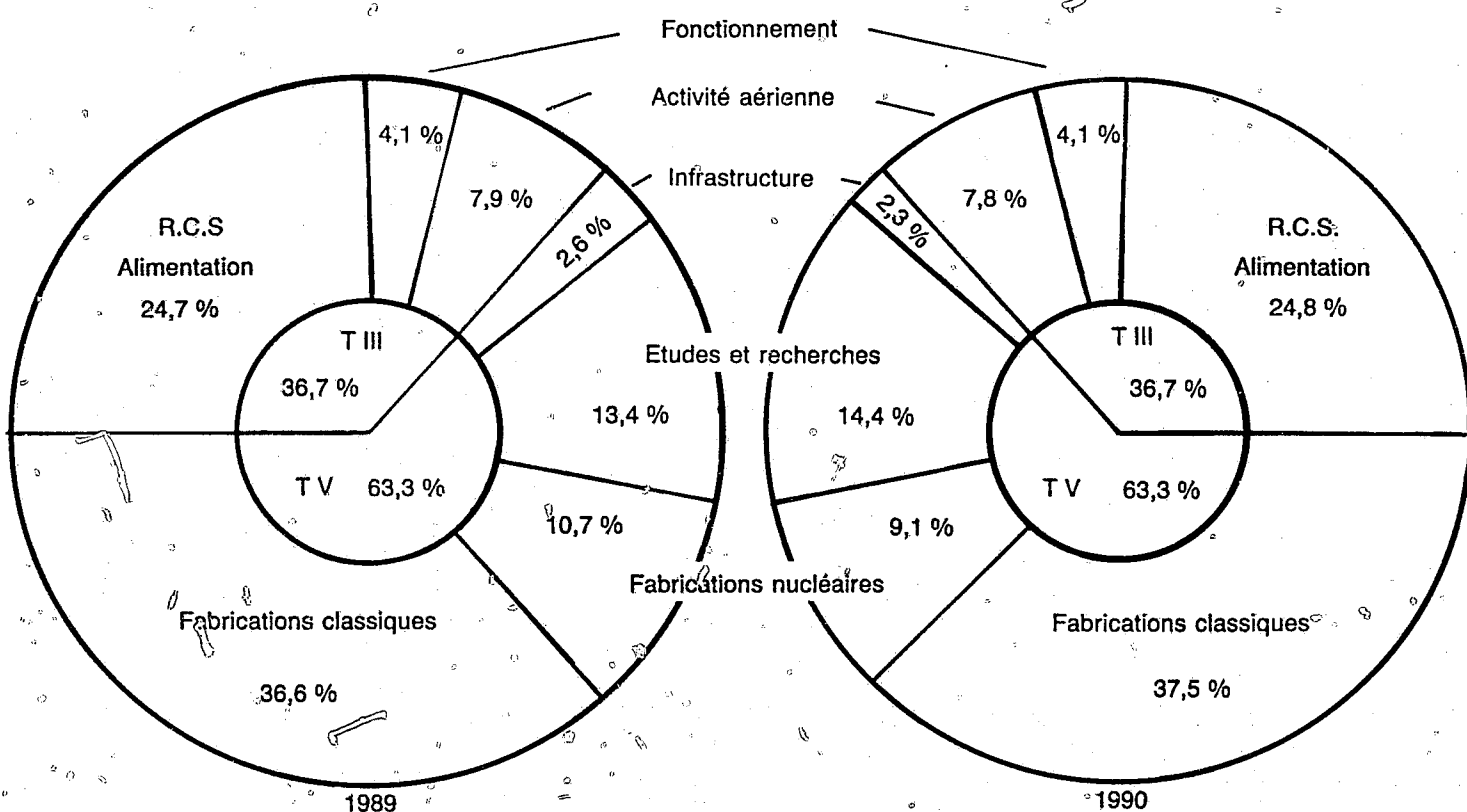 Fonctionnement
Activité aérienne
Infrastructure
4,1 %
7,9 %
2,6 %
R.C.S
Alimentation
24,7 %
T III
36,7 %
Etudes et recherches
13,4 %
T V 63,3 %
10,7 %
Fabrications nucléaires
Fabrications classiques
36,6 %
1989
4,1 %
7,8 %
2,3 %
R.C.S.
Alimentation
24,8 %
T III
36,7 %
14,4 %
T V 63,3 %
9,1 %
Fabrications classiques
37,5 %
1990